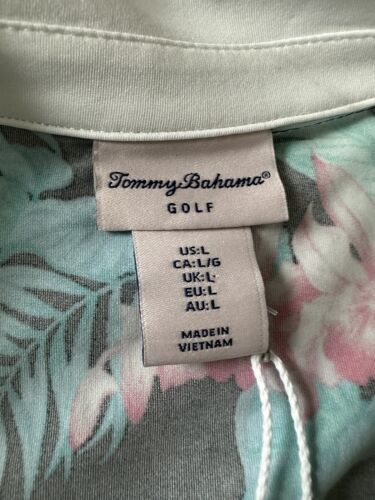 Tommy Bahama®
GOLF
US:L
CA:L/G
UK:L
EU:L
AU:L
MADE IN
VIETNAM